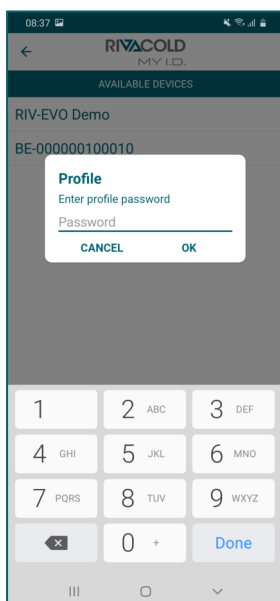 08:37
RIVACOLD
MY I.D.
AVAILABLE DEVICES
RIV-EVO Demo
BE-000000100010
Profile
Enter profile password
Password
CANCEL OK
1 2 ABC 3 DEF
4 GHI 5 JKL 6 MNO
7 PQRS 8 TUV 9 WXYZ
0 + Done